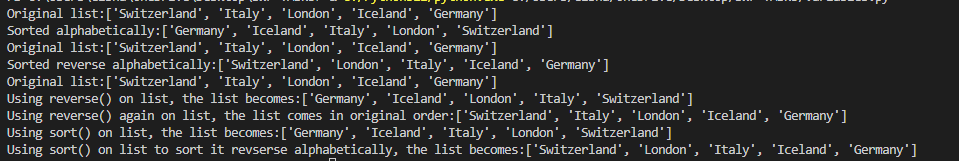 Original list:['Switzerland', 'Italy', 'London', 'Iceland', 'Germany']
Sorted alphabetically:['Germany', 'Iceland', 'Italy', 'London', 'Switzerland']
Original list:['Switzerland', 'Italy', 'London', 'Iceland', 'Germany']
Sorted reverse alphabetically:['Switzerland', 'London', 'Italy', 'Iceland', 'Germany']
Original list:['Switzerland', 'Italy', 'London', 'Iceland', 'Germany']
Using reverse() on list, the list becomes:['Germany', 'Iceland', 'London', 'Italy', 'Switzerland']
Using reverse() again on list, the list comes in original order:['Switzerland', 'Italy', 'London', 'Iceland', 'Germany']
Using sort() on list, the list becomes:['Germany', 'Iceland', 'Italy', 'London', 'Switzerland']
Using sort() on list to sort it revserse alphabetically, the list becomes:['Switzerland', 'London', 'Italy', 'Iceland', 'Germany']